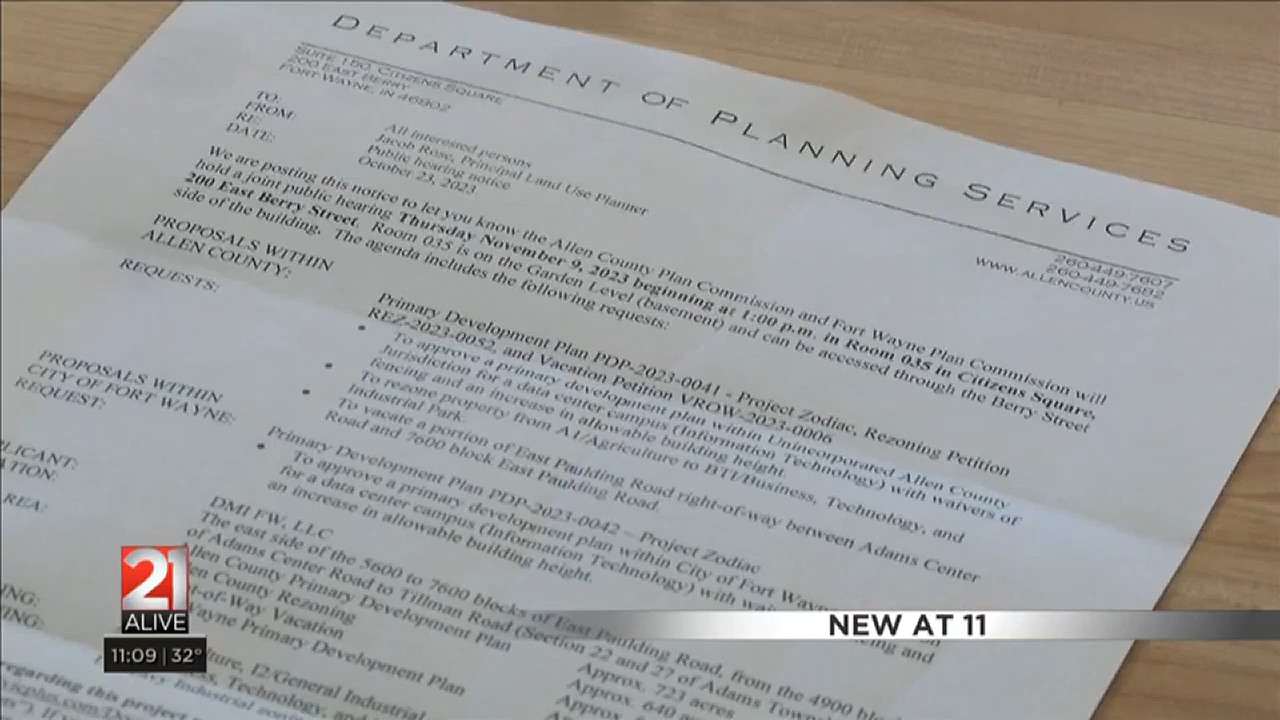 DEPARTMENT OF PLANNING SERVICES
SUITE 150, CITIZENS SQUARE
200 EAST BERRY
FORT WAYNE, IN 46802
260-449-7607
260-449-7682
WWW.ALLENCOUNTY.US
TO: All interested persons
FROM: Jacob Rose, Principal Land Use Planner
RE: Public hearing notice
DATE: October 23, 2023
We are posting this notice to let you know the Allen County Plan Commission and Fort Wayne Plan Commission will
hold a joint public hearing Thursday November 9, 2023 beginning at 1:00 p.m. in Room 035 in Citizens Square,
200 East Berry Street. Room 035 is on the Garden Level (basement) and can be accessed through the Berry Street
side of the building. The agenda includes the following requests:
PROPOSALS WITHIN
ALLEN COUNTY:
REQUESTS:
Primary Development Plan PDP-2023-0041 - Project Zodiac, Rezoning Petition
REZ-2023-0052, and Vacation Petition VROW-2023-0006
• To approve a primary development plan within Unincorporated Allen County
Jurisdiction for a data center campus (Information Technology) with waivers of
fencing and an increase in allowable building height.
• To rezone property from A1/Agriculture to BTI/Business, Technology, and
Industrial Park.
• To vacate a portion of East Paulding Road right-of-way between Adams Center
Road and 7600 block East Paulding Road.
PROPOSALS WITHIN
CITY OF FORT WAYNE:
REQUEST:
Primary Development Plan PDP-2023-0042 – Project Zodiac
• To approve a primary development plan within City of Fort Wayne
for a data center campus (Information Technology) with
an increase in allowable building height.
DMI FW, LLC
The east side of the 5600 to 7600 blocks of East Paulding Road, from the 4900
of Adams Center Road to Tillman Road (Section 22 and 27 of Adams
County Primary Development Plan
County Rezoning
Vacation
Wayne Primary Development Plan
Approx. 723 acres
Approx. 640
Approx.
I2/General Industrial
Technology, and
regarding this project
21
ALIVE
11:09 | 32°
NEW AT 11